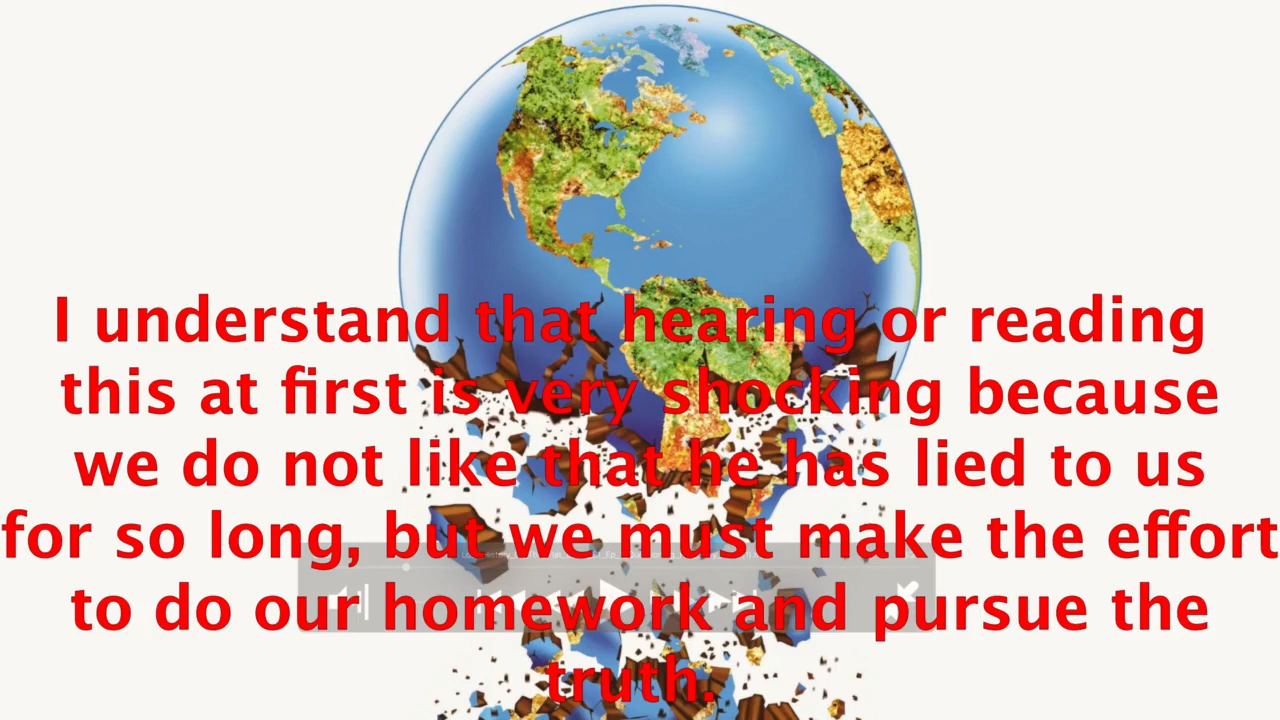 I understand that hearing or reading
this at first is very shocking because
we do not like that he has lied to us
for so long, but we must make the effort
to do our homework and pursue the
truth.